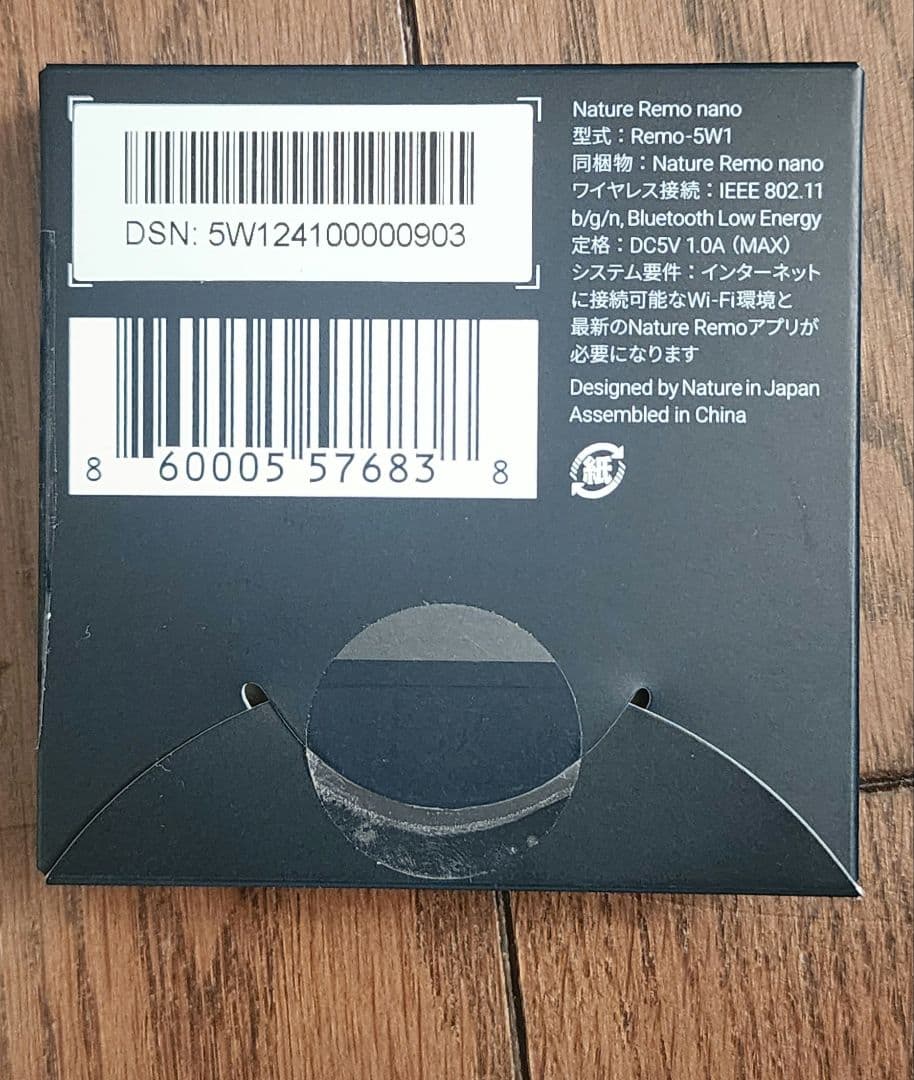 DSN: 5W124100000903
8 60005 57683 8
Nature Remo nano
型式：Remo-5W1
同梱物：Nature Remo nano
ワイヤレス接続：IEEE 802.11
b/g/n, Bluetooth Low Energy
定格：DC5V 1.0A（MAX）
システム要件：インターネット
に接続可能なWi-Fi環境と
最新のNature Remoアプリが
必要になります
Designed by Nature in Japan
Assembled in China
紙